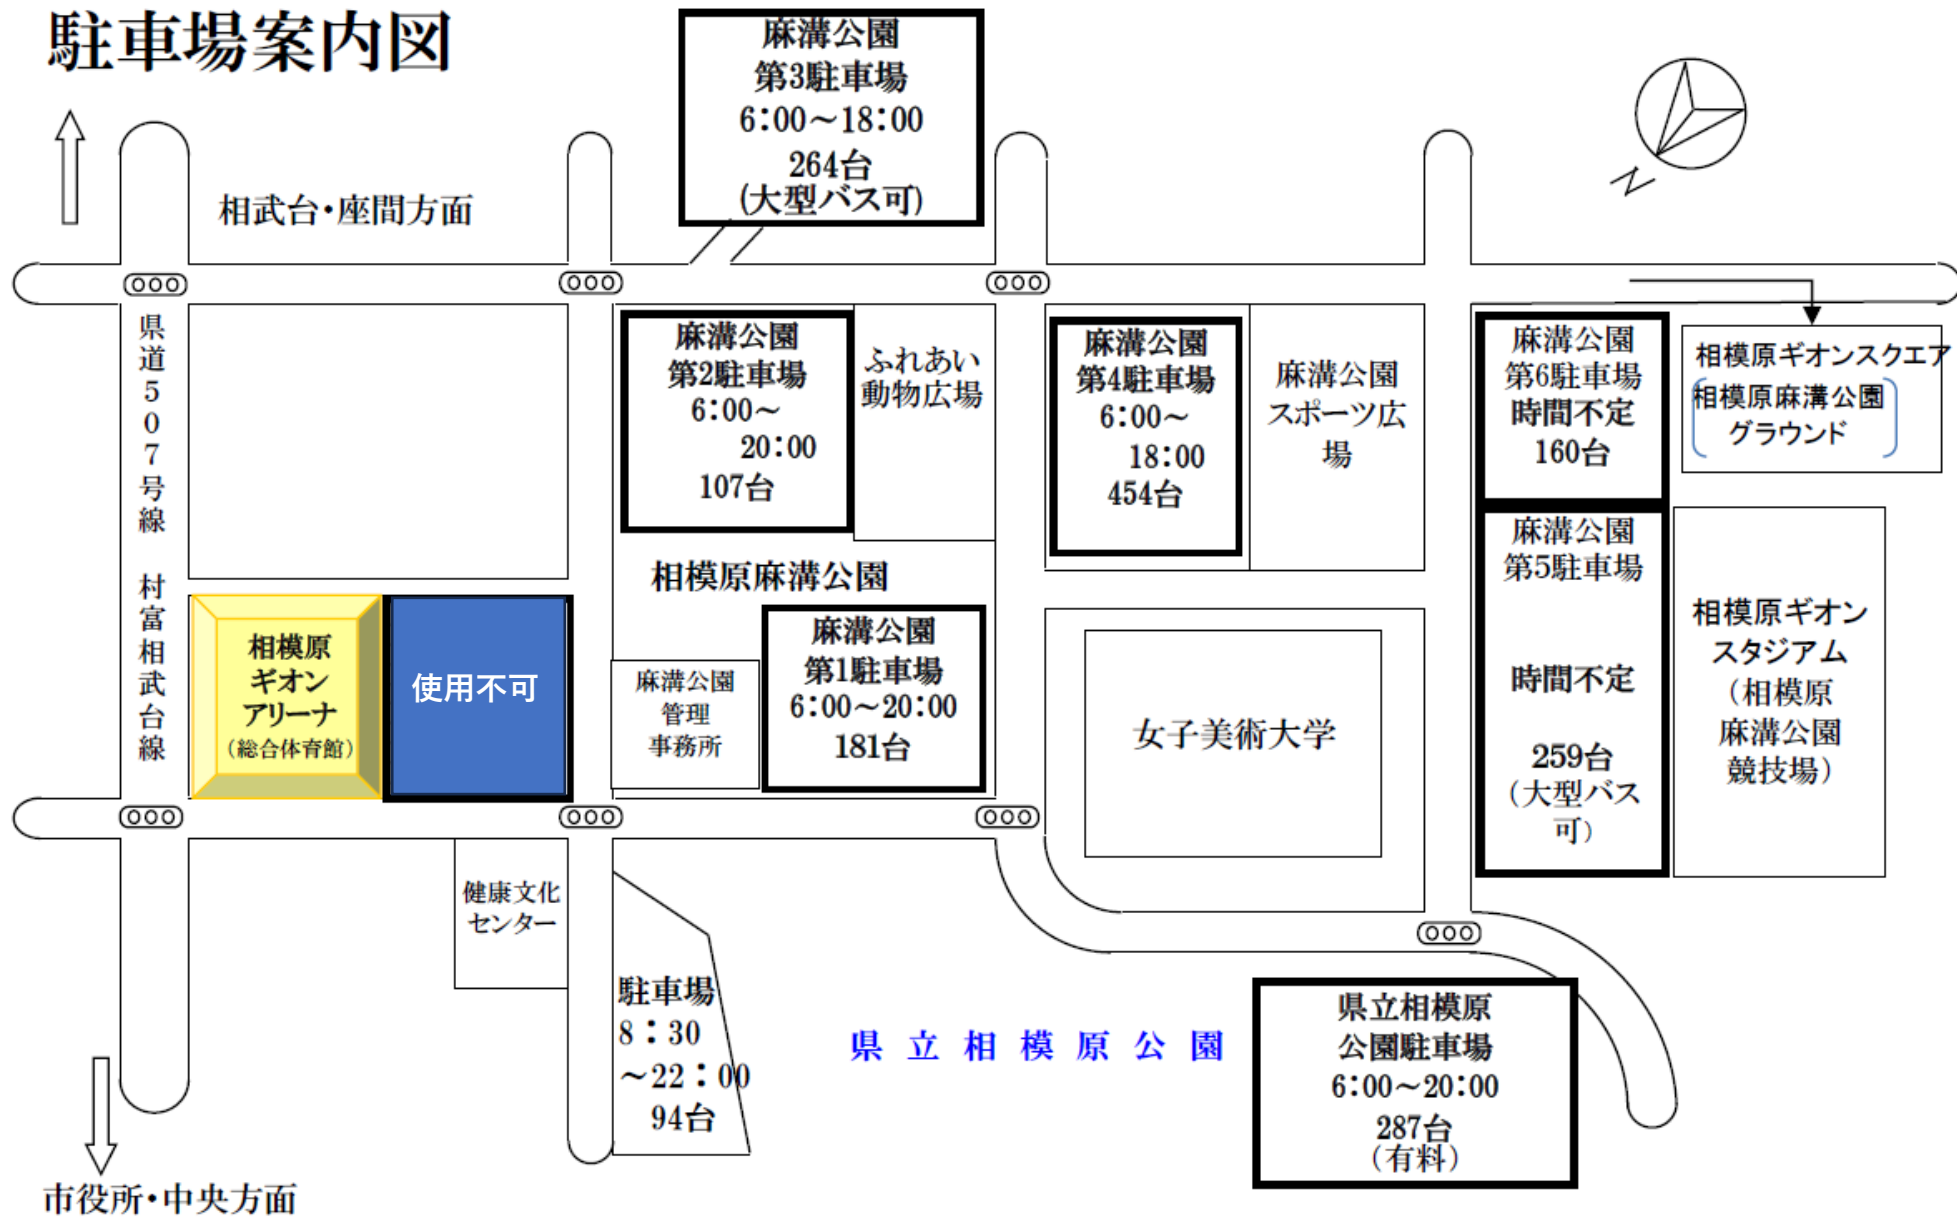 駐車場案内図
麻溝公園
第3駐車場
6:00～18:00
264台
(大型バス可)
N
相武台・座間方面
県道507号線 村富相武台線
麻溝公園
第2駐車場
6:00～
20:00
107台
ふれあい
動物広場
麻溝公園
第4駐車場
6:00～
18:00
454台
麻溝公園
スポーツ広
場
麻溝公園
第6駐車場
時間不定
160台
相模原ギオンスクエア
(相模原麻溝公園
グラウンド)
麻溝公園
第5駐車場
時間不定
259台
(大型バス
可)
相模原ギオン
スタジアム
(相模原
麻溝公園
競技場)
相模原麻溝公園
相模原
ギオン
アリーナ
(総合体育館)
使用不可
麻溝公園
管理
事務所
麻溝公園
第1駐車場
6:00～20:00
181台
女子美術大学
健康文化
センター
駐車場
8：30
～22：00
94台
県立相模原公園
県立相模原
公園駐車場
6:00～20:00
287台
(有料)
市役所・中央方面